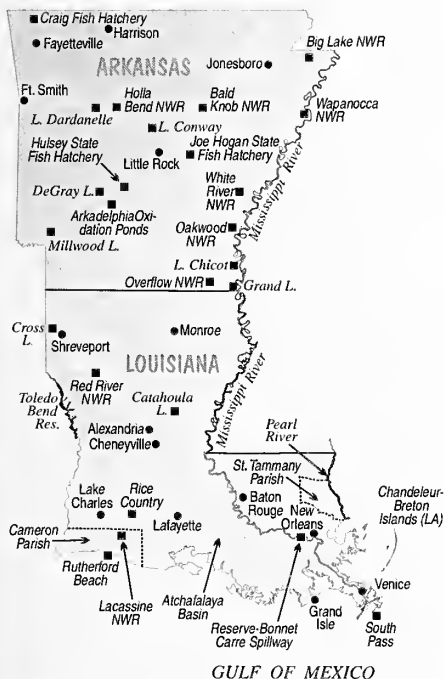 Craig Fish Hatchery
Harrison
Fayetteville
Big Lake NWR
ARKANSAS
Jonesboro
Ft. Smith
Holla
Bend NWR
Bald
Knob NWR
Wapanocca
NWR
L. Dardanelle
L. Conway
Hulsey State
Fish Hatchery
Joe Hogan State
Fish Hatchery
Little Rock
DeGray L.
White
River
NWR
Mississippi River
ArkadelphiaOxi-
dation Ponds
Oakwood
NWR
Millwood L.
L. Chicot
Overflow NWR
Grand L.
Cross
L.
Monroe
Shreveport
LOUISIANA
Mississippi River
Red River
NWR
Toledo
Bend
Res.
Catahoula
L.
Alexandria
Cheneyville
Pearl
River
St. Tammany
Parish
Lake
Charles
Rice
Country
Baton
Rouge
New
Orleans
Chandeleur-
Breton
Islands (LA)
Lafayette
Cameron
Parish
Rutherford
Beach
Lacassine
NWR
Atchafalaya
Basin
Reserve-Bonnet
Carre Spillway
Grand
Isle
Venice
South
Pass
GULF OF MEXICO